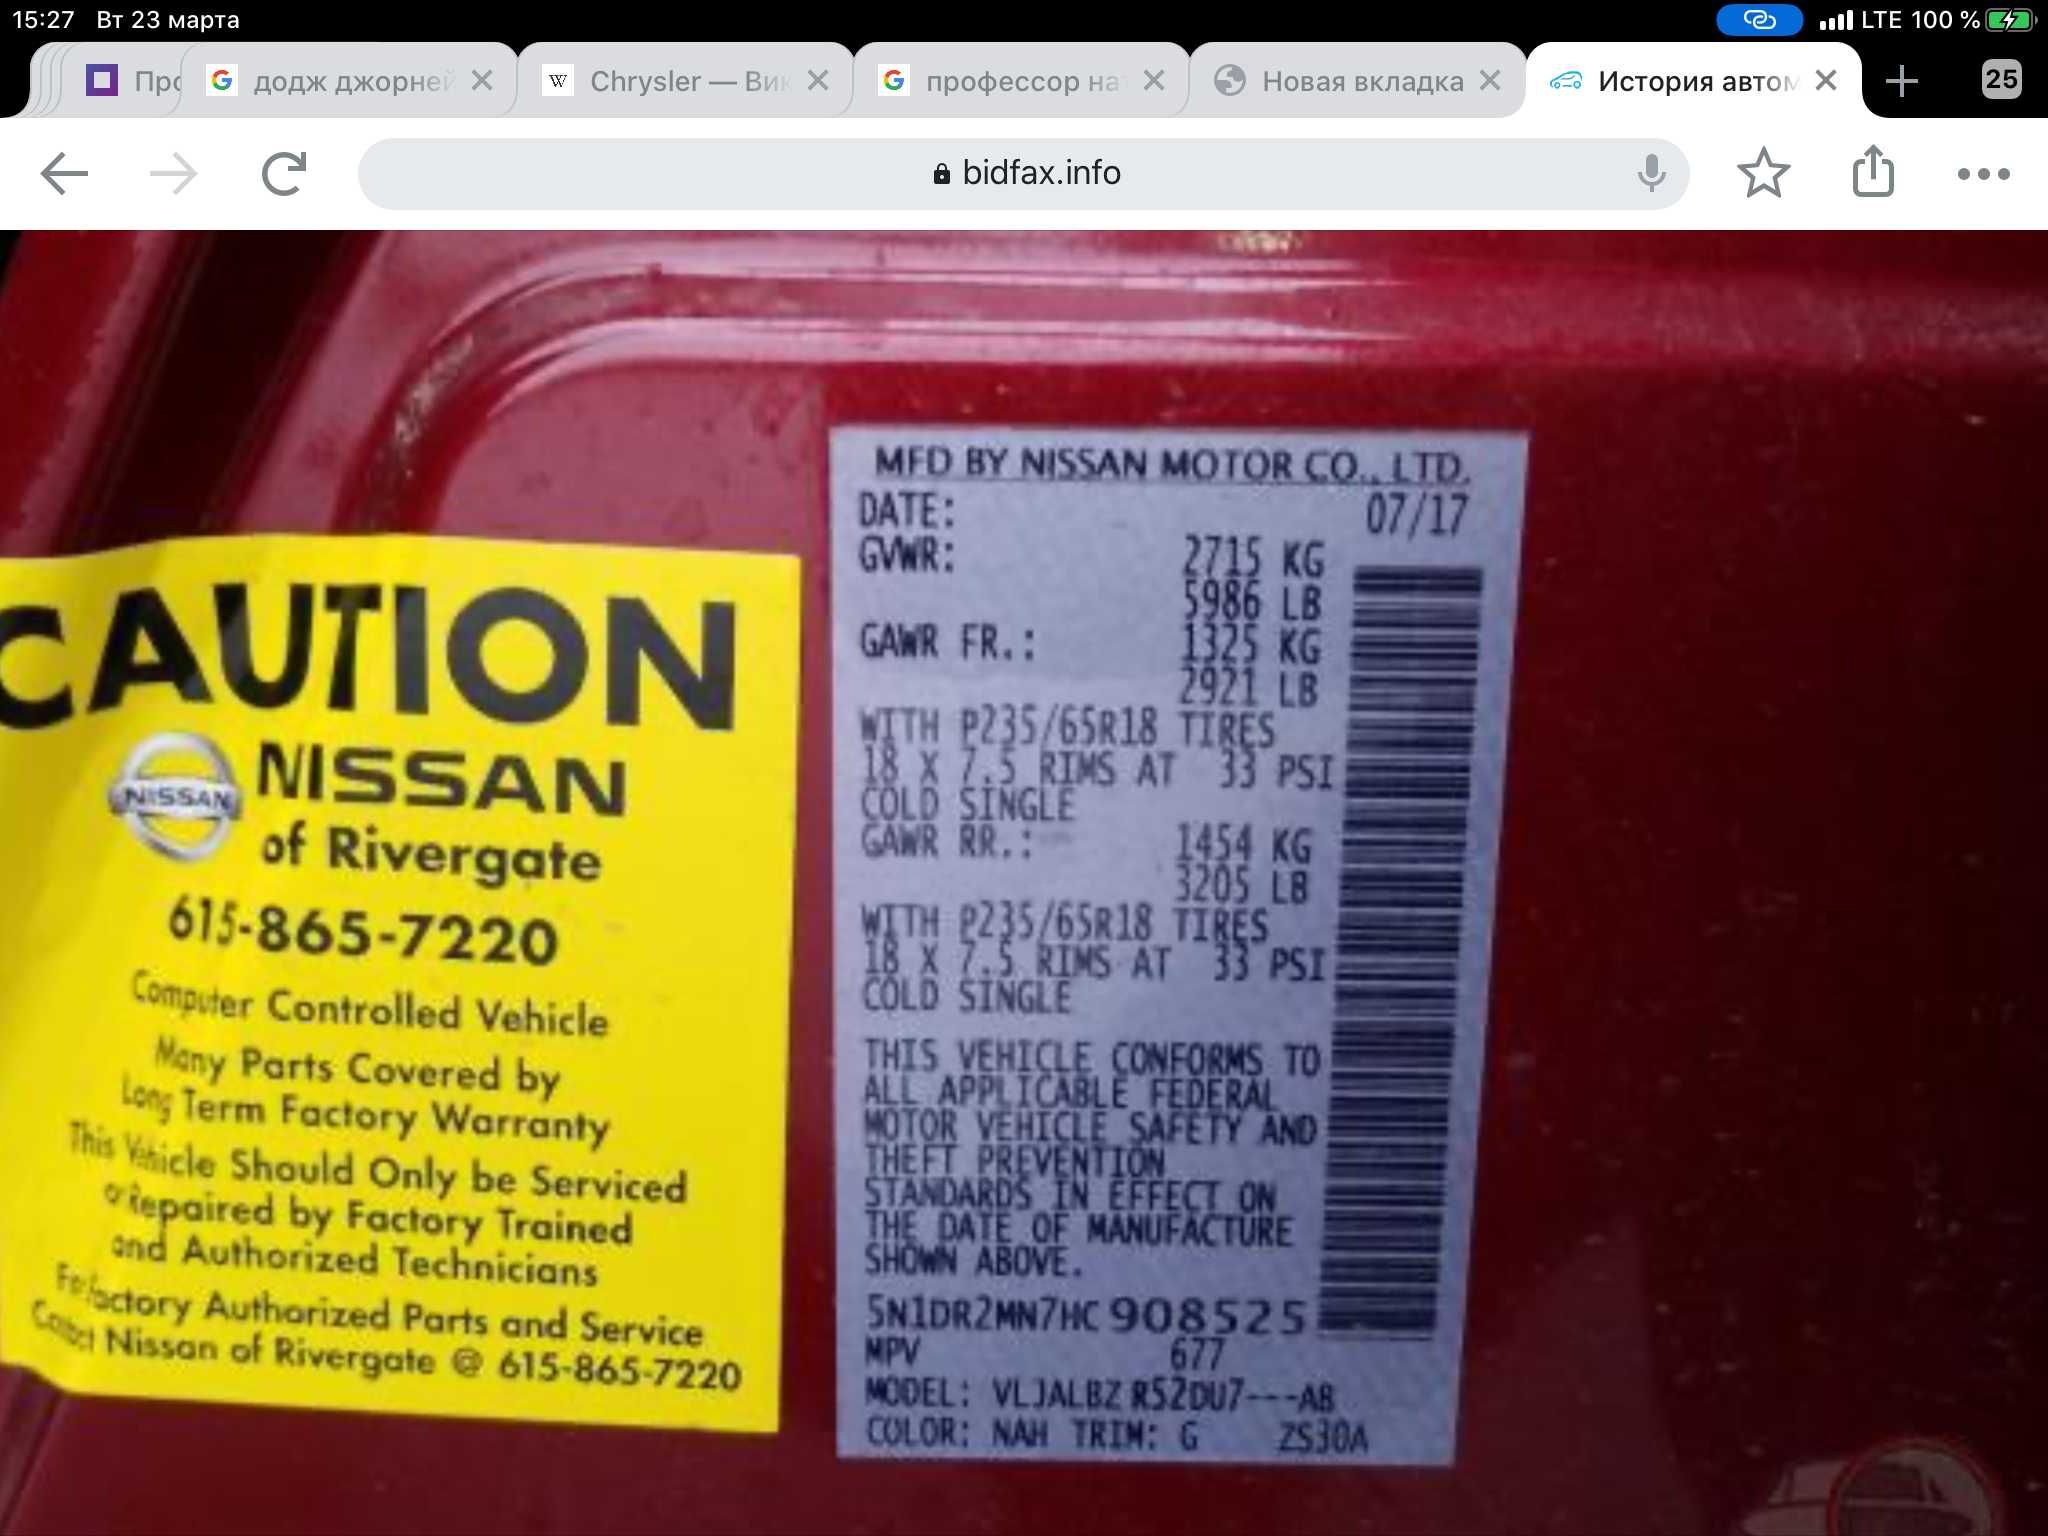 15:27 Вт 23 марта
LTE 100 %
Прс
додж джорней
Chrysler — Вик
профессор на
Новая вкладка
История автом
25
bidfax.info
CAUTION
NISSAN
NISSAN
of Rivergate
615-865-7220
Computer Controlled Vehicle
Many Parts Covered by
Long Term Factory Warranty
This Vehicle Should Only be Serviced
or Repaired by Factory Trained
and Authorized Technicians
For Factory Authorized Parts and Service
Contact Nissan of Rivergate @ 615-865-7220
MFD BY NISSAN MOTOR CO., LTD.
DATE: 07/17
GVWR: 2715 KG
5986 LB
GAWR FR.: 1325 KG
2921 LB
WITH P235/65R18 TIRES
18 X 7.5 RIMS AT 33 PSI
COLD SINGLE
GAWR RR.: 1454 KG
3205 LB
WITH P235/65R18 TIRES
18 X 7.5 RIMS AT 33 PSI
COLD SINGLE
THIS VEHICLE CONFORMS TO
ALL APPLICABLE FEDERAL
MOTOR VEHICLE SAFETY AND
THEFT PREVENTION
STANDARDS IN EFFECT ON
THE DATE OF MANUFACTURE
SHOWN ABOVE.
5N1DR2MN7HC908525
MPV 677
MODEL: VLJALBZ R52DU7---AB
COLOR: NAH TRIM: G ZS30A